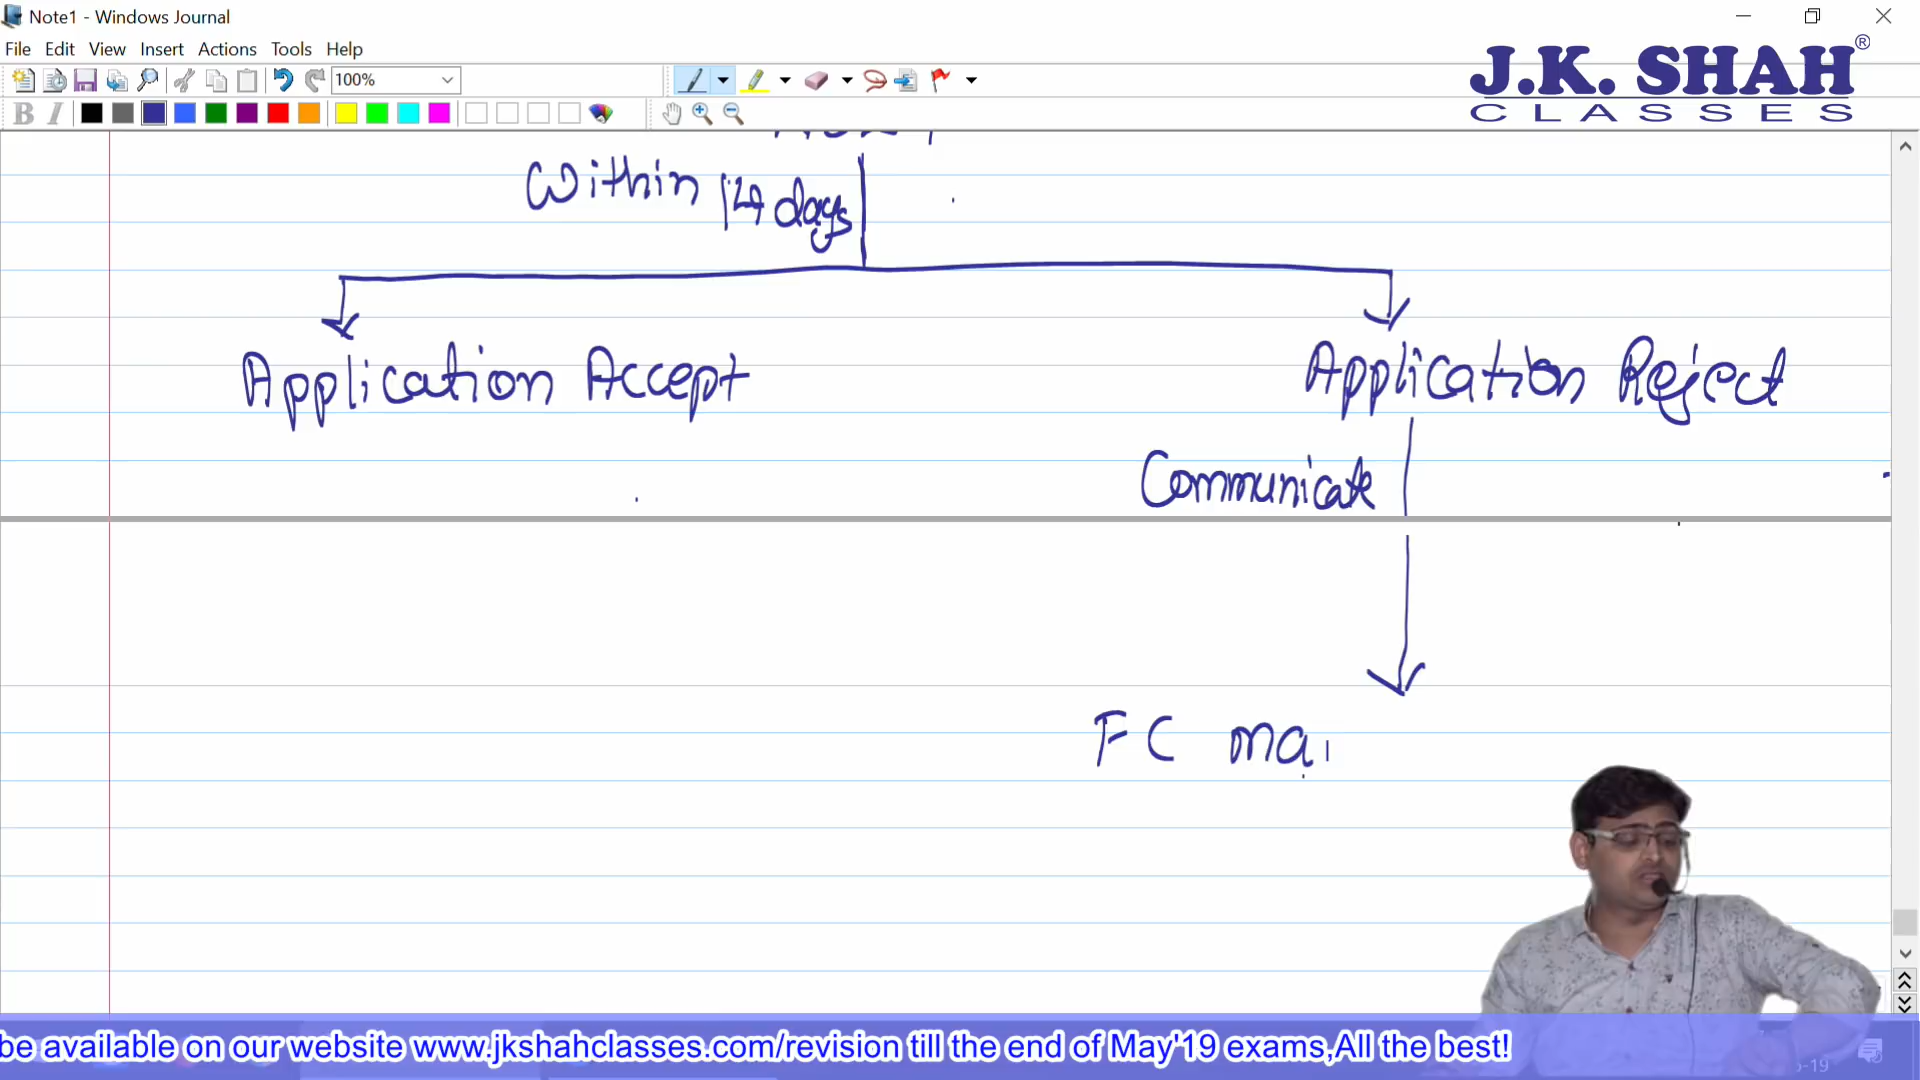 Note1 - Windows Journal
File Edit View Insert Actions Tools Help
100%
J.K. SHAH®
CLASSES
Within 14 days
Application Accept
Application Reject
Communicate
FC ma
be available on our website www.jkshahclasses.com/revision till the end of May'19 exams,All the best!